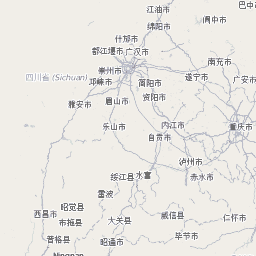 巴中市
江油市
阆中市
绵阳市
什邡市
都江堰市
广汉市
南充市
崇州市
四川省 (Sichuan)
遂宁市
广安市
邛崃市
简阳市
资阳市
雅安市
眉山市
乐山市
内江市
自贡市
重庆市
泸州市
赤水市
绥江县
水富
雷波
昭觉县
西昌市
布拖县
大关县
威信县
仁怀市
普格县
昭通市
毕节市